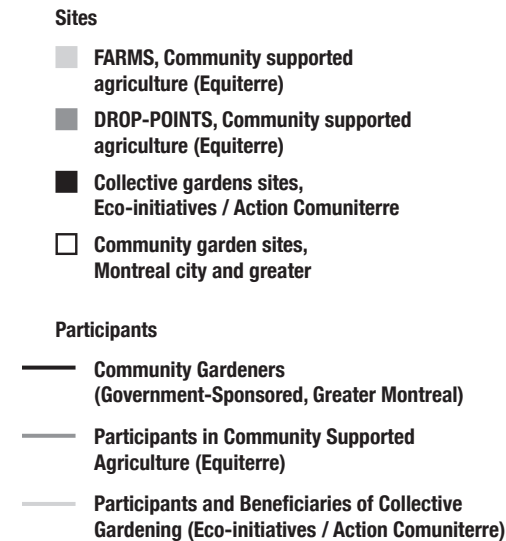 Sites
FARMS, Community supported
agriculture (Equiterre)
DROP-POINTS, Community supported
agriculture (Equiterre)
Collective gardens sites,
Eco-initiatives / Action Comuniterre
Community garden sites,
Montreal city and greater
Participants
Community Gardeners
(Government-Sponsored, Greater Montreal)
Participants in Community Supported
Agriculture (Equiterre)
Participants and Beneficiaries of Collective
Gardening (Eco-initiatives / Action Comuniterre)